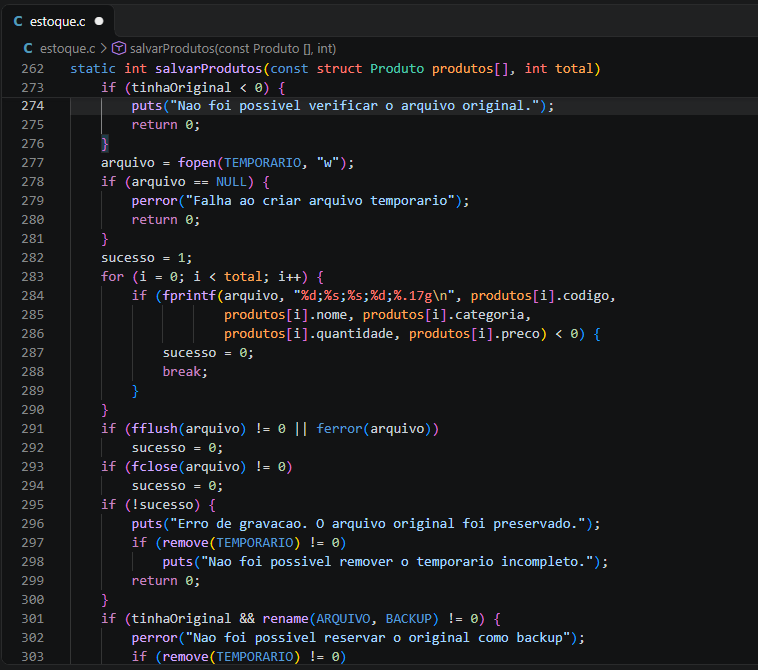 C estoque.c ●
C estoque.c > salvarProdutos(const Produto [], int)
262 static int salvarProdutos(const struct Produto produtos[], int total)
273 if (tinhaOriginal < 0) {
274 puts("Nao foi possivel verificar o arquivo original.");
275 return 0;
276 }
277 arquivo = fopen(TEMPORARIO, "w");
278 if (arquivo == NULL) {
279 perror("Falha ao criar arquivo temporario");
280 return 0;
281 }
282 sucesso = 1;
283 for (i = 0; i < total; i++) {
284 if (fprintf(arquivo, "%d;%s;%s;%d;%.17g\n", produtos[i].codigo,
285 produtos[i].nome, produtos[i].categoria,
286 produtos[i].quantidade, produtos[i].preco) < 0) {
287 sucesso = 0;
288 break;
289 }
290 }
291 if (fflush(arquivo) != 0 || ferror(arquivo))
292 sucesso = 0;
293 if (fclose(arquivo) != 0)
294 sucesso = 0;
295 if (!sucesso) {
296 puts("Erro de gravacao. O arquivo original foi preservado.");
297 if (remove(TEMPORARIO) != 0)
298 puts("Nao foi possivel remover o temporario incompleto.");
299 return 0;
300 }
301 if (tinhaOriginal && rename(ARQUIVO, BACKUP) != 0) {
302 perror("Nao foi possivel reservar o original como backup");
303 if (remove(TEMPORARIO) != 0)